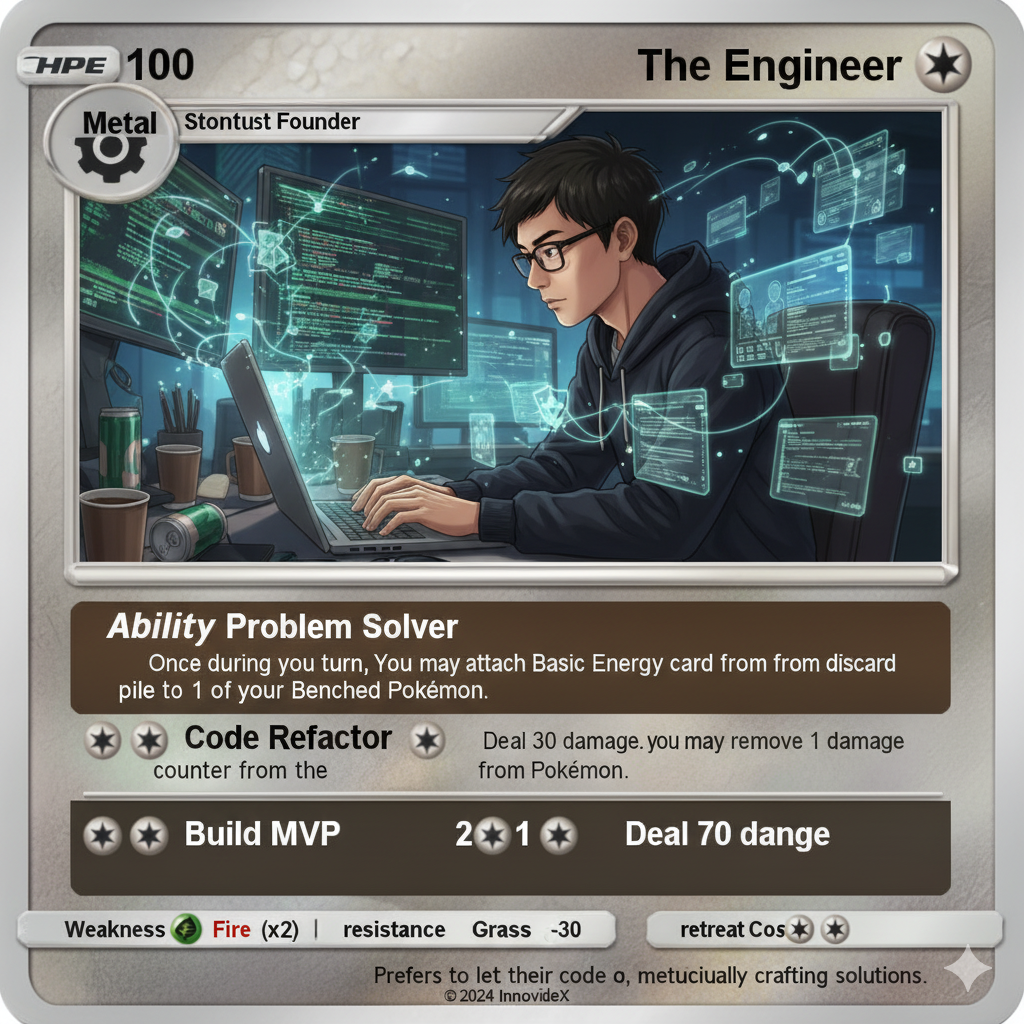 HPE 100
The Engineer
Metal
Stontust Founder
Ability Problem Solver
Once during you turn, You may attach Basic Energy card from from discard
pile to 1 of your Benched Pokémon.
Code Refactor
Deal 30 damage. you may remove 1 damage
counter from the
from Pokémon.
Build MVP 2 1 Deal 70 dange
Weakness Fire (x2) | resistance Grass -30
retreat Cos
Prefers to let their code o, metuciually crafting solutions.
© 2024 InnovideX